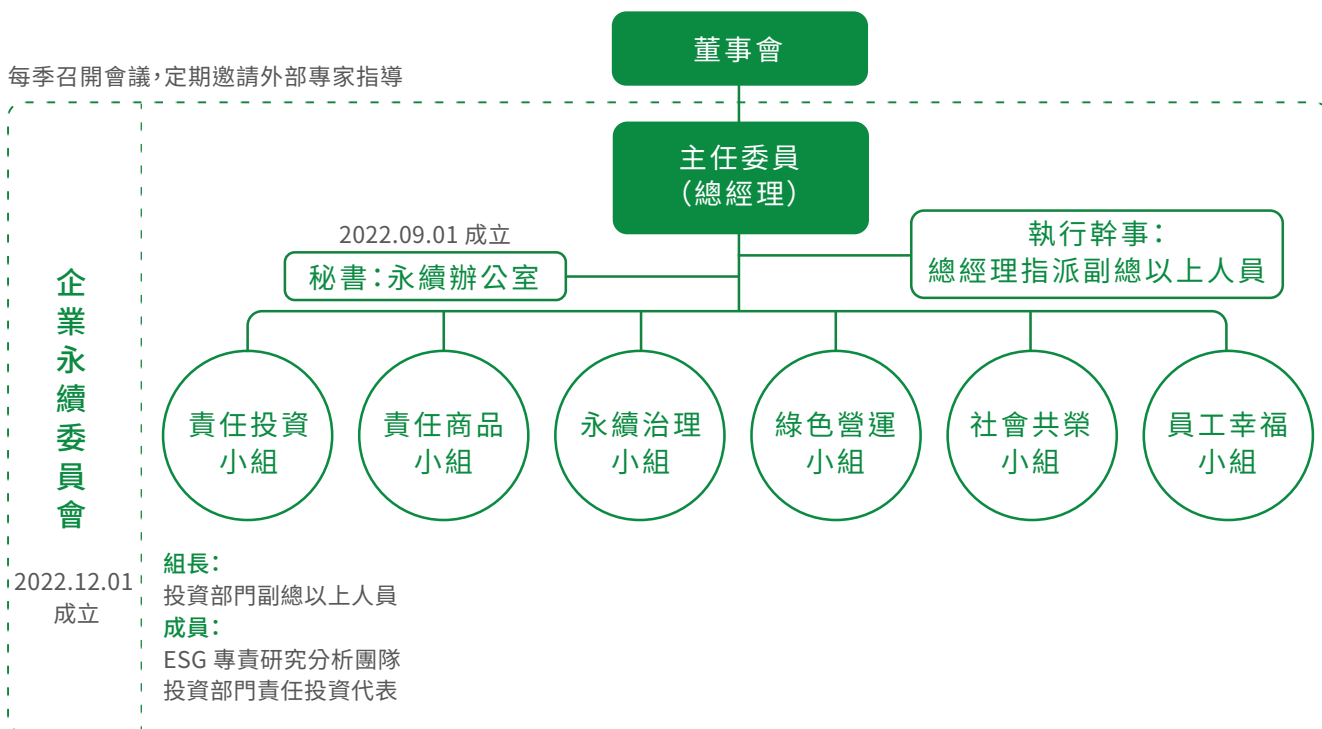 董事會
每季召開會議,定期邀請外部專家指導
主任委員
(總經理)
2022.09.01 成立
秘書:永續辦公室
執行幹事:
總經理指派副總以上人員
企業永續委員會
2022.12.01
成立
責任投資
小組
責任商品
小組
永續治理
小組
綠色營運
小組
社會共榮
小組
員工幸福
小組
組長:
投資部門副總以上人員
成員:
ESG 專責研究分析團隊
投資部門責任投資代表